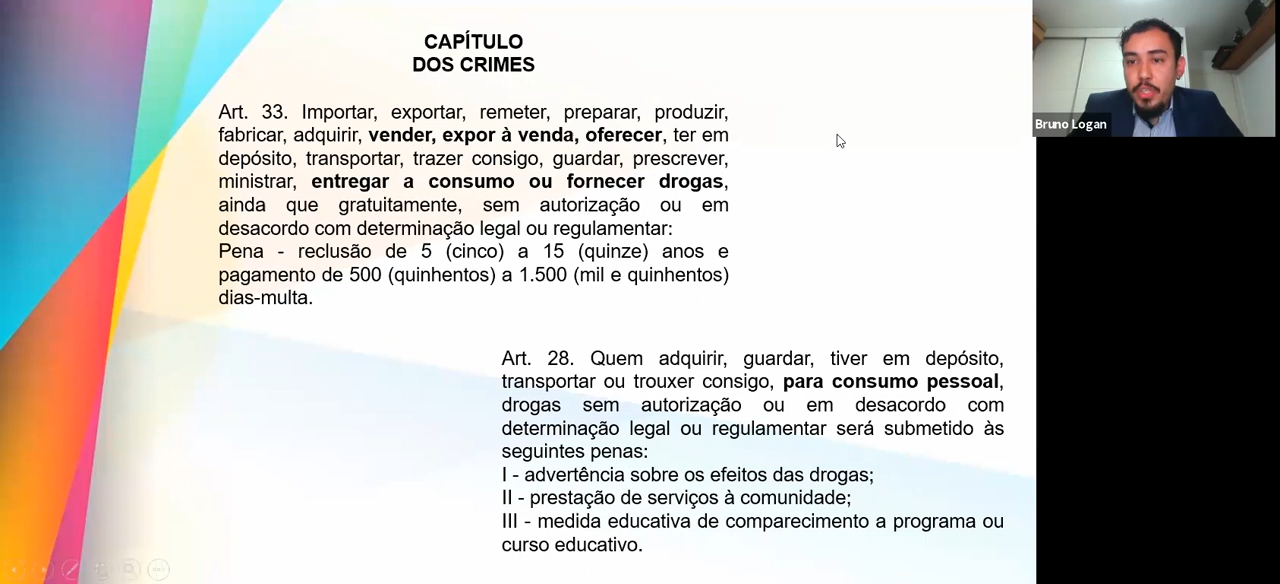 CAPÍTULO
DOS CRIMES
Art. 33. Importar, exportar, remeter, preparar, produzir,
fabricar, adquirir, vender, expor à venda, oferecer, ter em
depósito, transportar, trazer consigo, guardar, prescrever,
ministrar, entregar a consumo ou fornecer drogas,
ainda que gratuitamente, sem autorização ou em
desacordo com determinação legal ou regulamentar:
Pena - reclusão de 5 (cinco) a 15 (quinze) anos e
pagamento de 500 (quinhentos) a 1.500 (mil e quinhentos)
dias-multa.
Art. 28. Quem adquirir, guardar, tiver em depósito,
transportar ou trouxer consigo, para consumo pessoal,
drogas sem autorização ou em desacordo com
determinação legal ou regulamentar será submetido às
seguintes penas:
I - advertência sobre os efeitos das drogas;
II - prestação de serviços à comunidade;
III - medida educativa de comparecimento a programa ou
curso educativo.
Bruno Logan